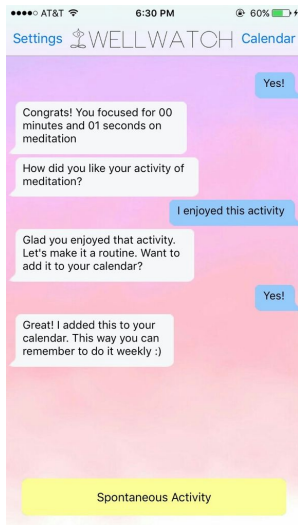 AT&T 6:30 PM 60%
Settings WELLWATCH Calendar
Yes!
Congrats! You focused for 00
minutes and 01 seconds on
meditation
How did you like your activity of
meditation?
I enjoyed this activity
Glad you enjoyed that activity.
Let's make it a routine. Want to
add it to your calendar?
Yes!
Great! I added this to your
calendar. This way you can
remember to do it weekly :)
Spontaneous Activity